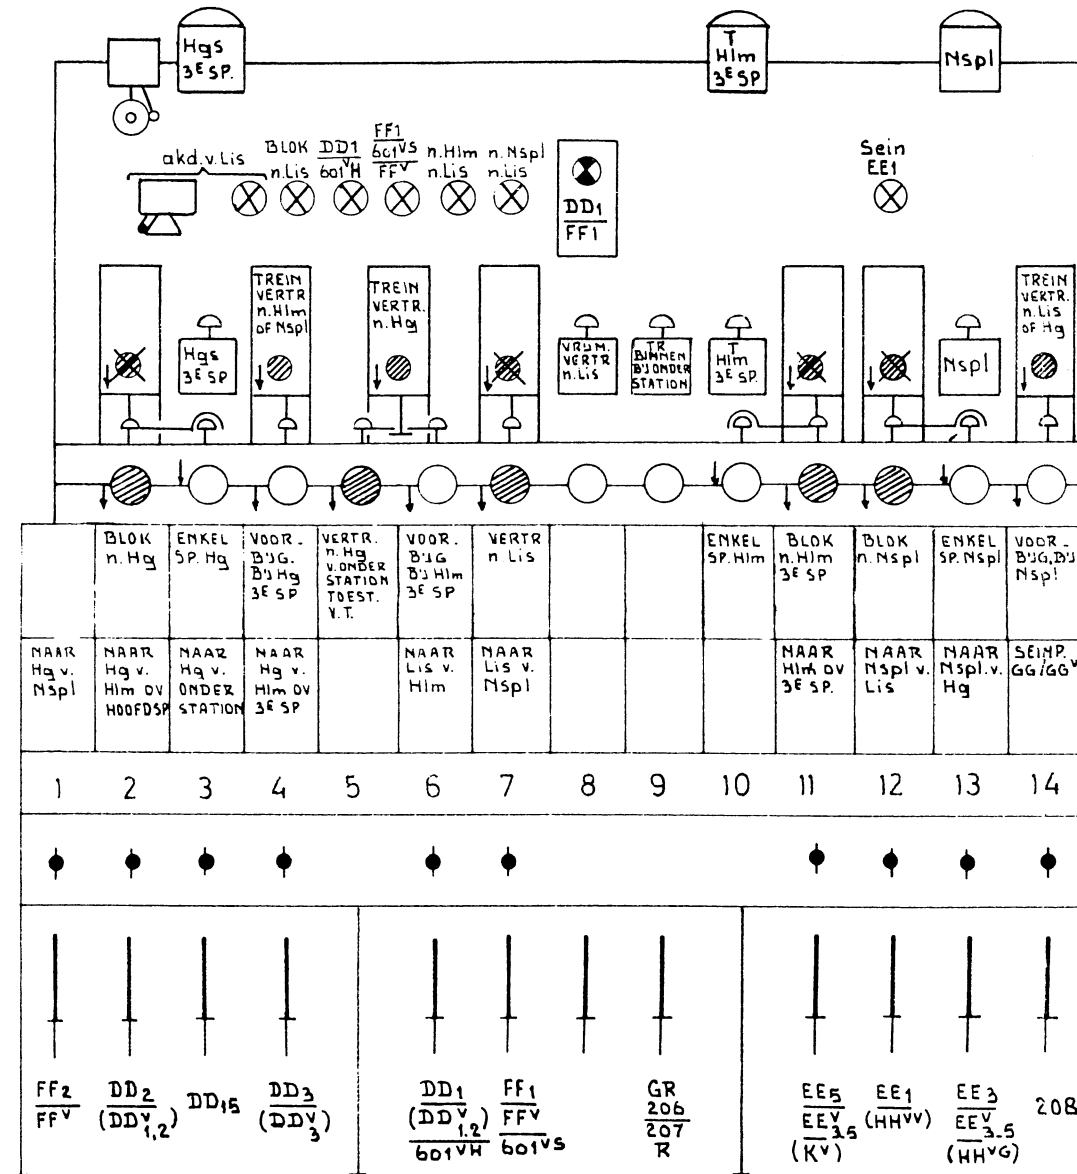 Hgs
3E SP.
T
Hlm
3E SP
Nspl
akd.v.Lis
BLOK
n.Lis
DD1
601VH
FF1
601VS
FFV
n.Hlm
n.Lis
n.Nspl
n.Lis
DD1
FF1
Sein
EE1
TREIN
VERTR.
n.Hlm
OF Nspl
TREIN
VERTR.
n.Hg
TREIN
VERTR.
n.Lis
OF Hg
Hgs
3E SP
VRIJM.
VERTR
n.Lis
TR.
BINNEN
BIJ ONDER
STATION
T
Hlm
3E SP.
Nspl
BLOK
n.Hg
ENKEL
SP. Hg
VOOR-
BIJG.
BIJ Hg
3E SP
VERTR.
n. Hg
V. ONDER
STATION
TOEST.
V.T.
VOOR.
BIJG
BIJ Hlm
3E SP
VERTR
n Lis
ENKEL
SP. Hlm
BLOK
n.Hlm
3E SP
BLOK
n.Nspl
ENKEL
SP. Nspl
VOOR-
BIJG, BIJ
Nspl
NAAR
Hg v.
Nspl
NAAR
Hg v.
Hlm OV
HOOFDSP
NAAR
Hg v.
ONDER
STATION
NAAR
Hg v.
Hlm OV
3E SP
NAAR
Lis v.
Hlm
NAAR
Lis v.
Nspl
NAAR
Hlm OV
3E SP.
NAAR
Nspl v.
Lis
NAAR
Nspl. v.
Hg
SEINP.
GG/GGV
1 2 3 4 5 6 7 8 9 10 11 12 13 14
FF2
FFV
DD2
(DDV1,2)
DD15
DD3
(DDV3)
DD1
(DDV1.2)
601VH
FF1
FFV
601VS
GR
206
207
R
EE5
EEV3.5
(KV)
EE1
(HHVV)
EE3
EEV3.5
(HHVG)
208